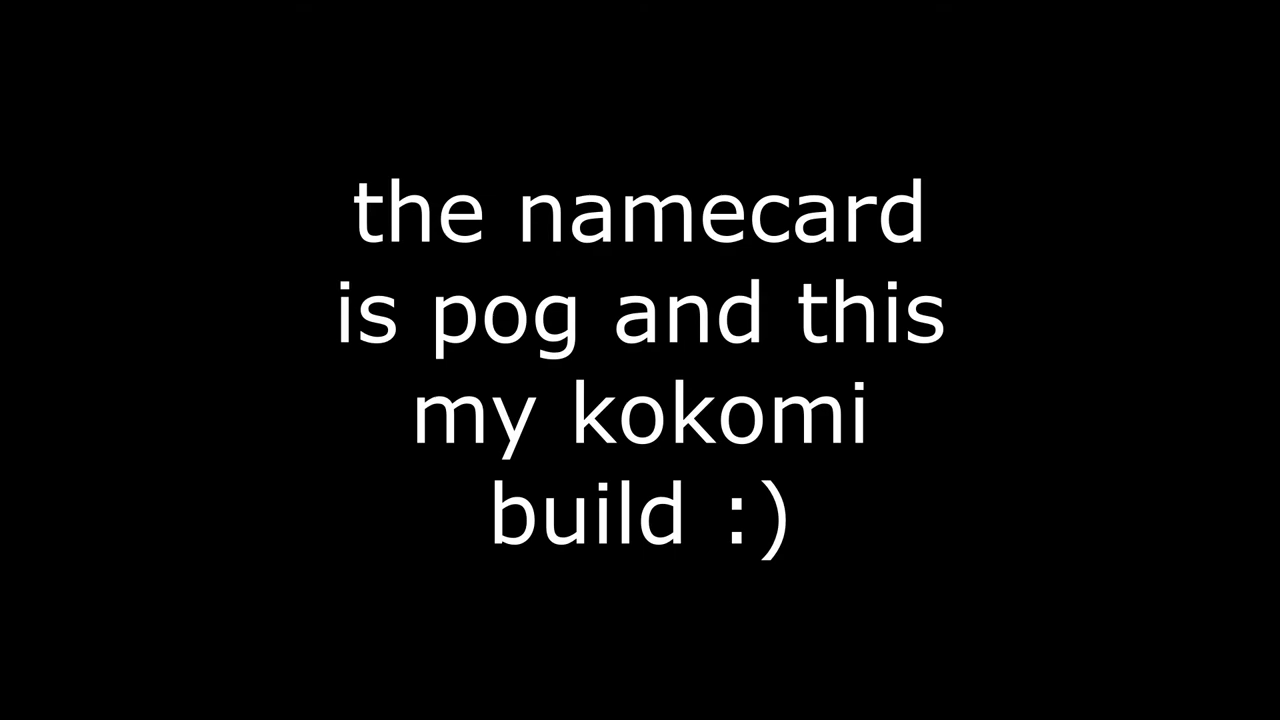 the namecard
is pog and this
my kokomi
build :)